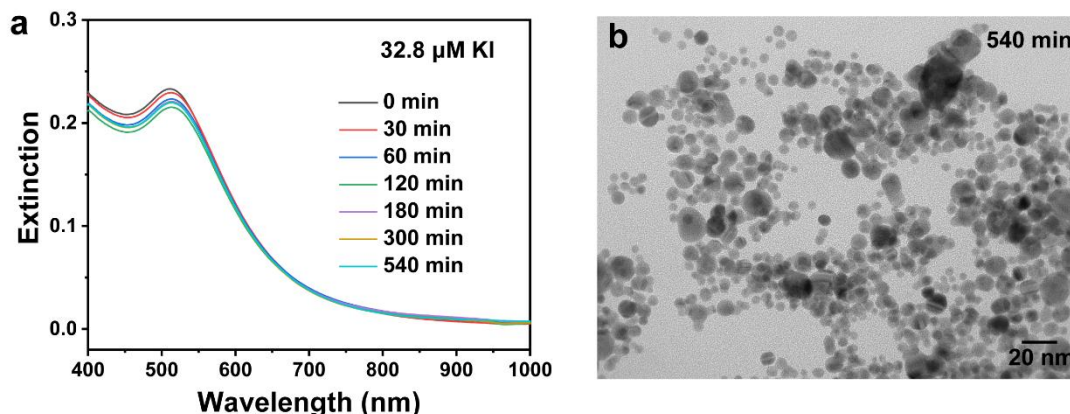 a
0.3
0.2
0.1
0.0
Extinction
32.8 µM KI
0 min
30 min
60 min
120 min
180 min
300 min
540 min
400 500 600 700 800 900 1000
Wavelength (nm)
b
540 min
20 nm